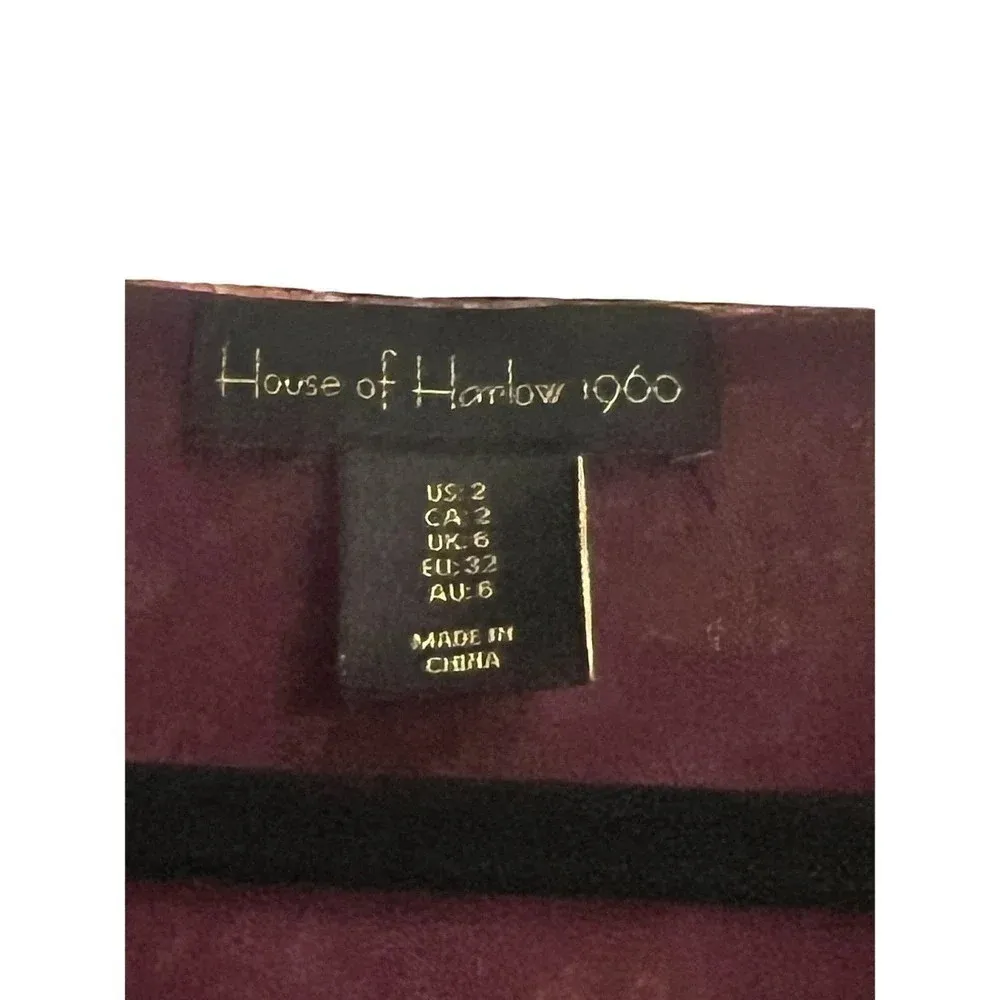 House of Harlow 1960
US: 2
CA: 2
UK: 6
EU: 32
AU: 6
MADE IN
CHINA